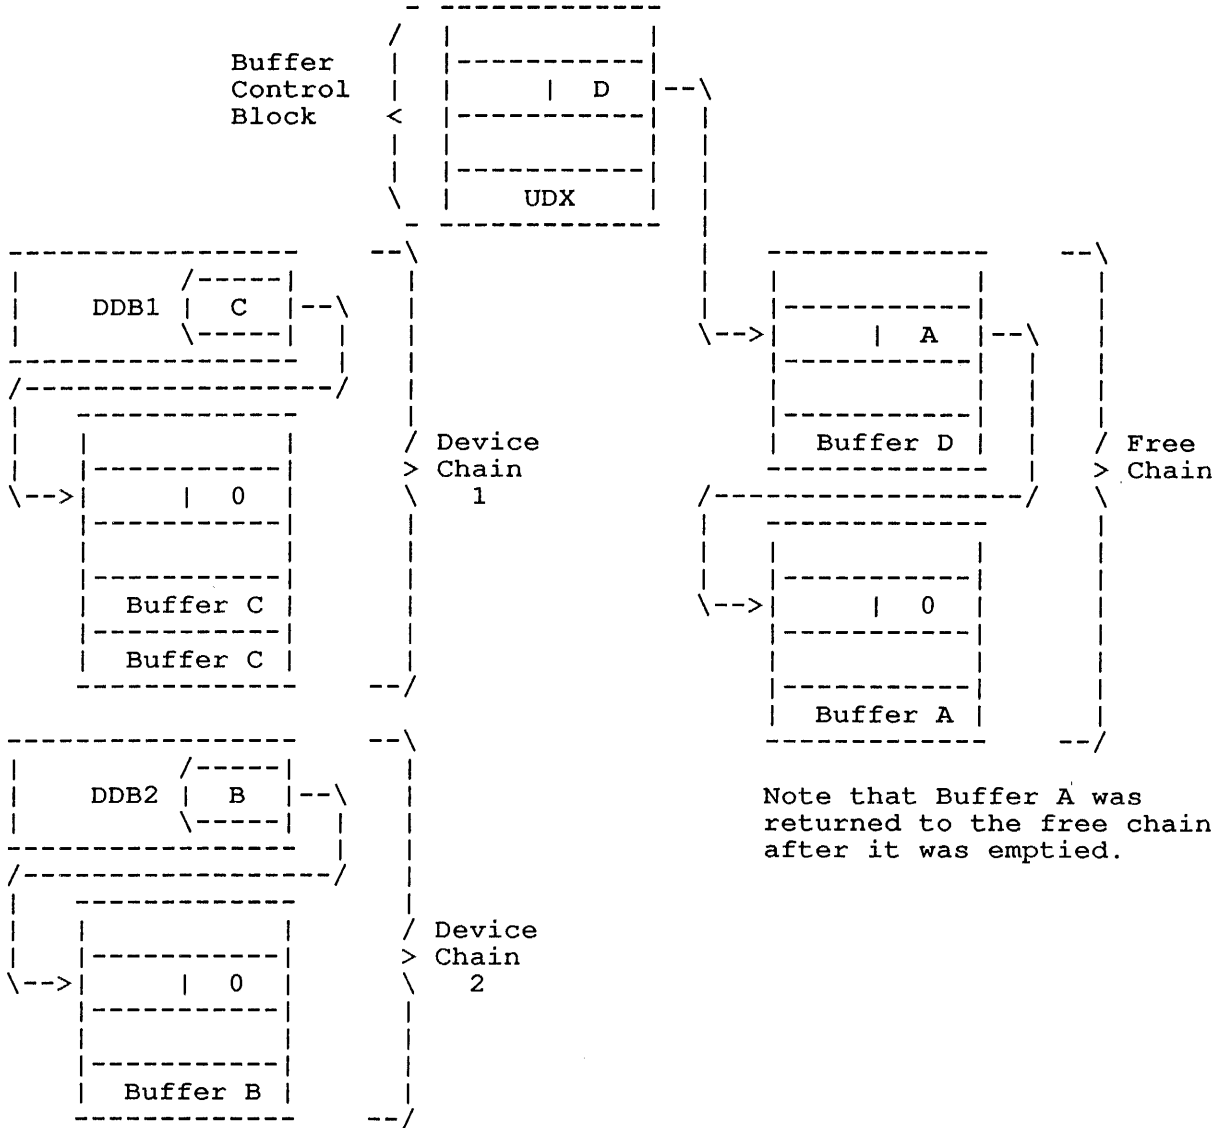 Buffer
Control
Block
D
UDX
DDB1
C
0
Buffer C
Buffer C
Device
Chain
1
A
Buffer D
0
Buffer A
Free
Chain
Note that Buffer A was
returned to the free chain
after it was emptied.
DDB2
B
0
Buffer B
Device
Chain
2